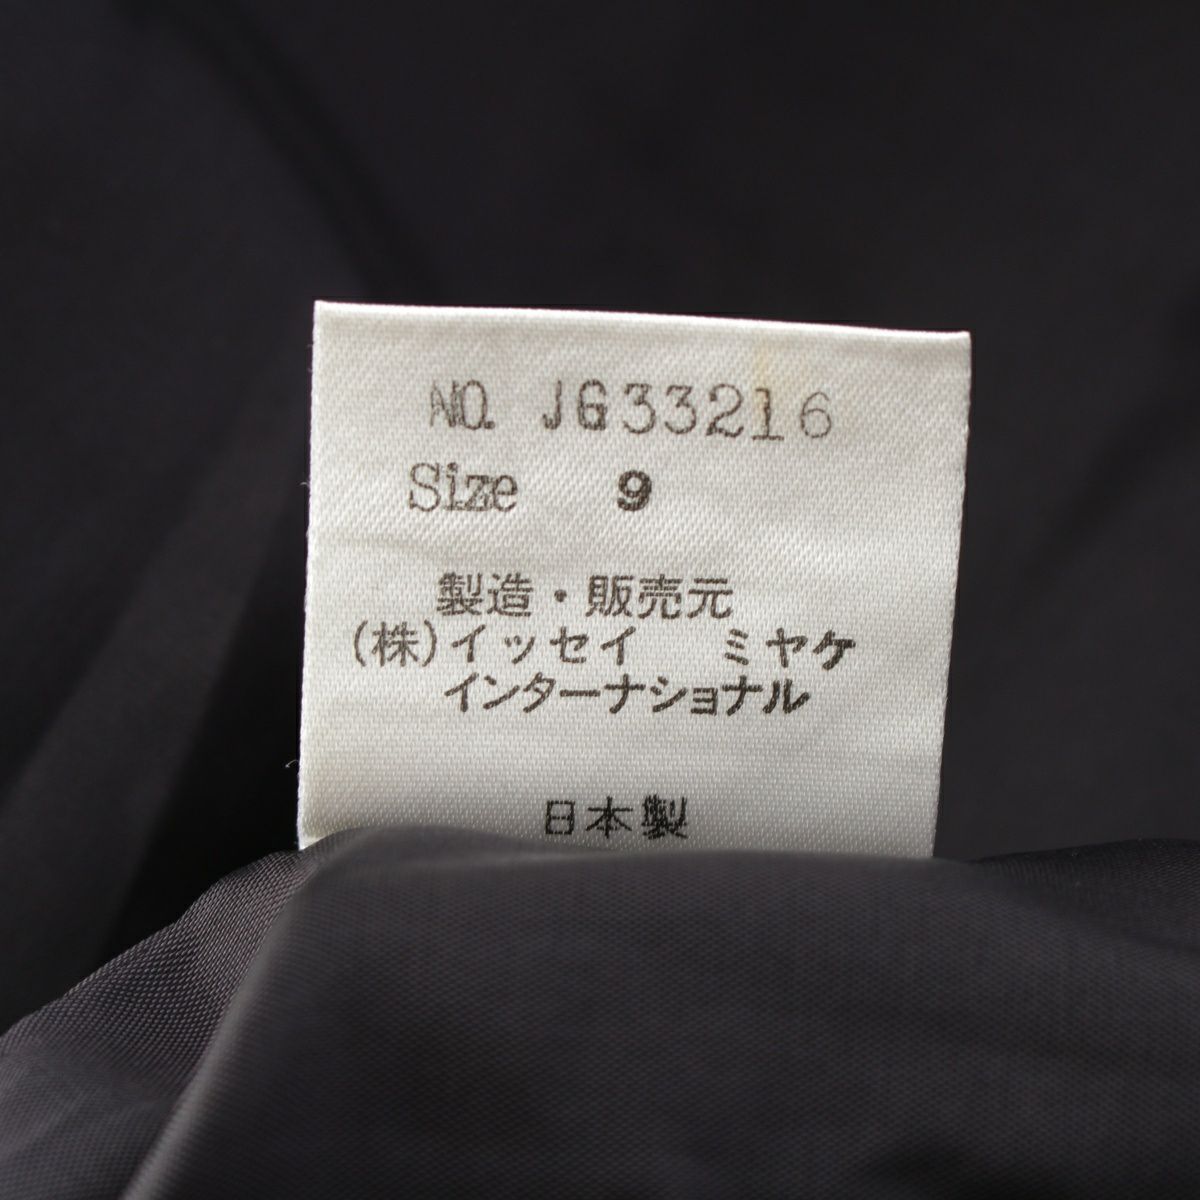 NO. JG33216
Size 9
製造・販売元
(株)イッセイ ミヤケ
インターナショナル
日本製